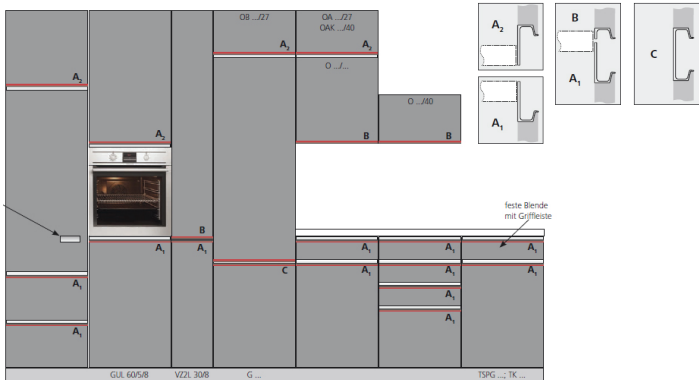 OB .../27
OA .../27
OAK .../40
A2
A2
A2
O .../...
O .../40
A2
B
B
B
A1
A1
A1
A1
A1
A1
C
A1
A1
A1
A1
A1
A1
feste Blende
mit Griffleiste
GUL 60/5/8
VZ2L 30/8
G ...
TSPG ...; TK ...
A2
A1
B
A1
C